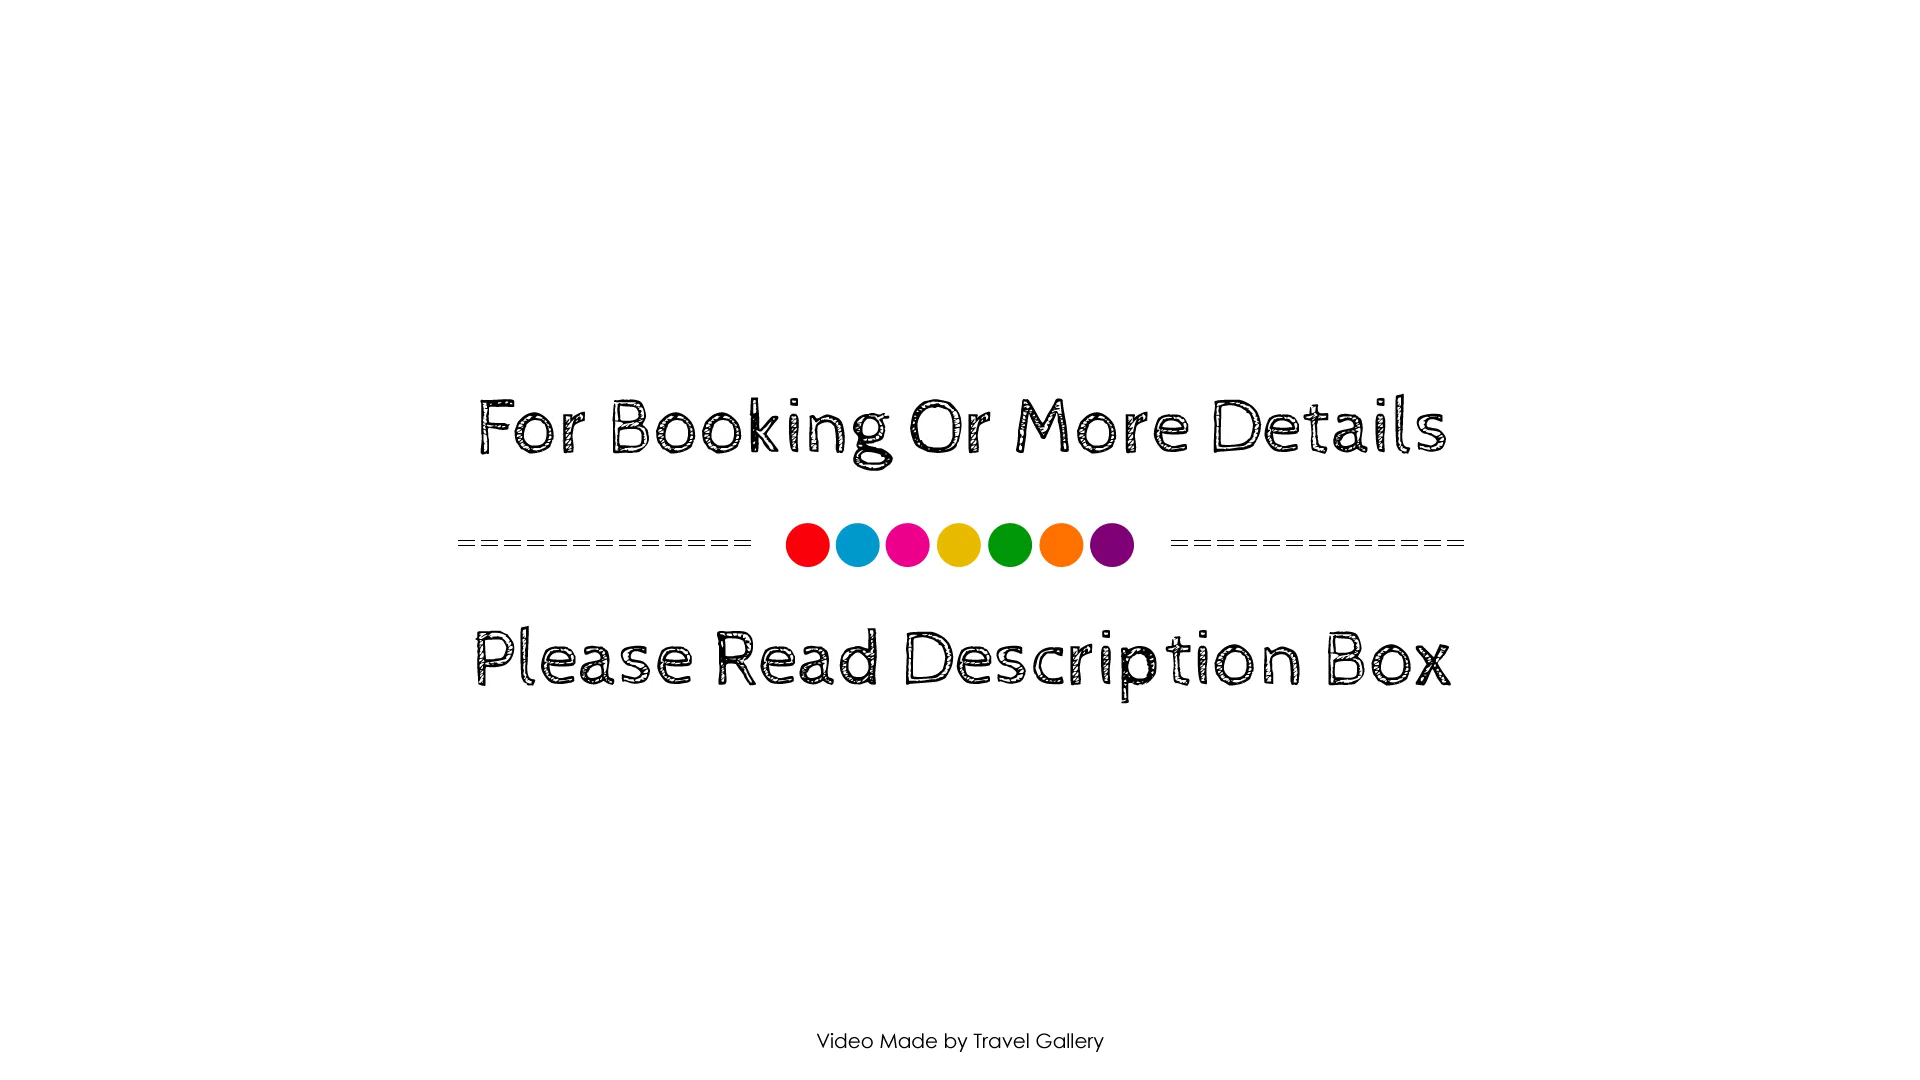 For Booking Or More Details
============= =============
Please Read Description Box
Video Made by Travel Gallery